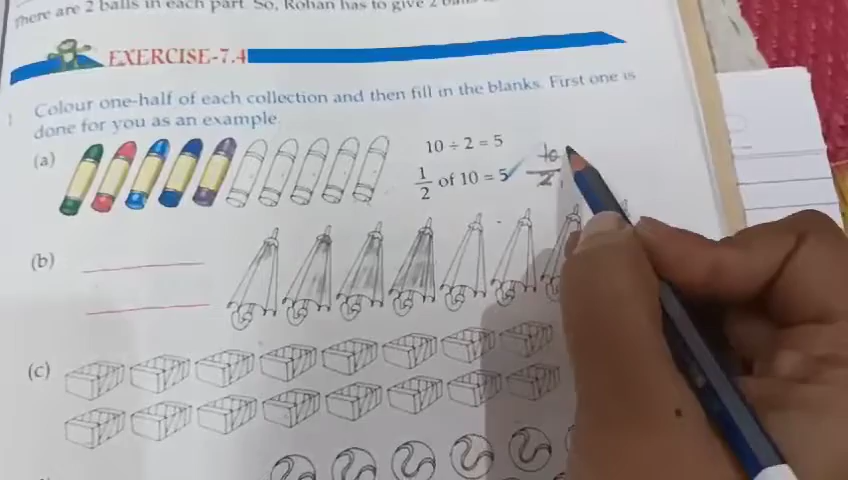 There are 2 balls in each part. So, Rohan has to give 2
EXERCISE-7.4
Colour one-half of each collection and then fill in the blanks. First one is
done for you as an example.
(a)
10 ÷ 2 = 5
1/2 of 10 = 5
10/2
(b)
(c)